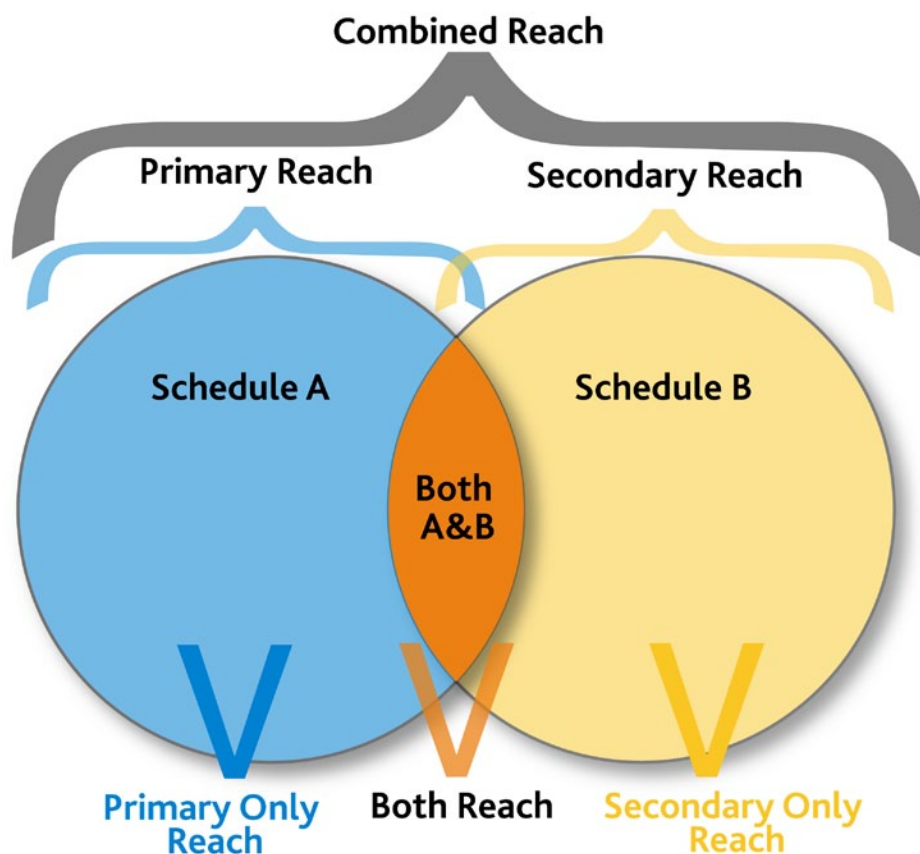 Combined Reach
Primary Reach
Secondary Reach
Schedule A
Schedule B
Both
A&B
Primary Only
Reach
Both Reach
Secondary Only
Reach